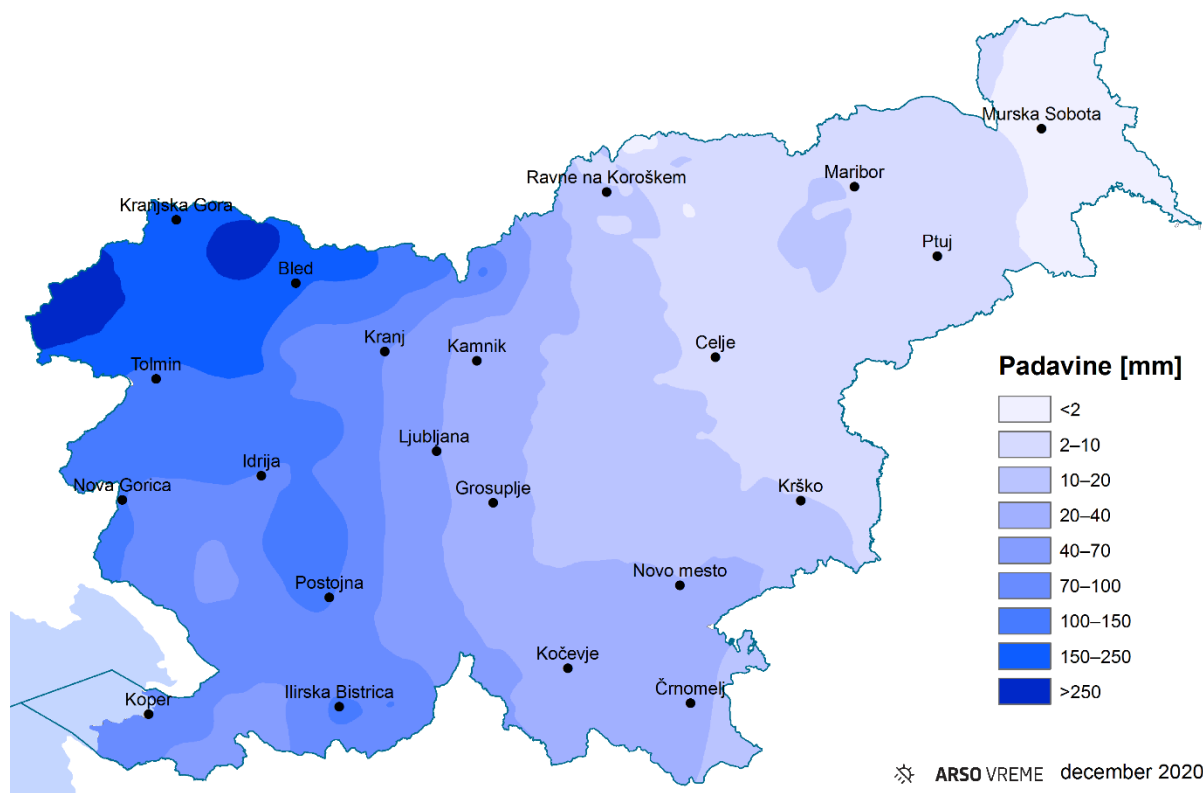 Murska Sobota
Ravne na Koroškem
Maribor
Kranjska Gora
Ptuj
Bled
Kranj
Kamnik
Celje
Tolmin
Ljubljana
Idrija
Nova Gorica
Grosuplje
Krško
Postojna
Novo mesto
Kočevje
Koper
Ilirska Bistrica
Črnomelj
Padavine [mm]
<2
2–10
10–20
20–40
40–70
70–100
100–150
150–250
>250
ARSO VREME december 2020